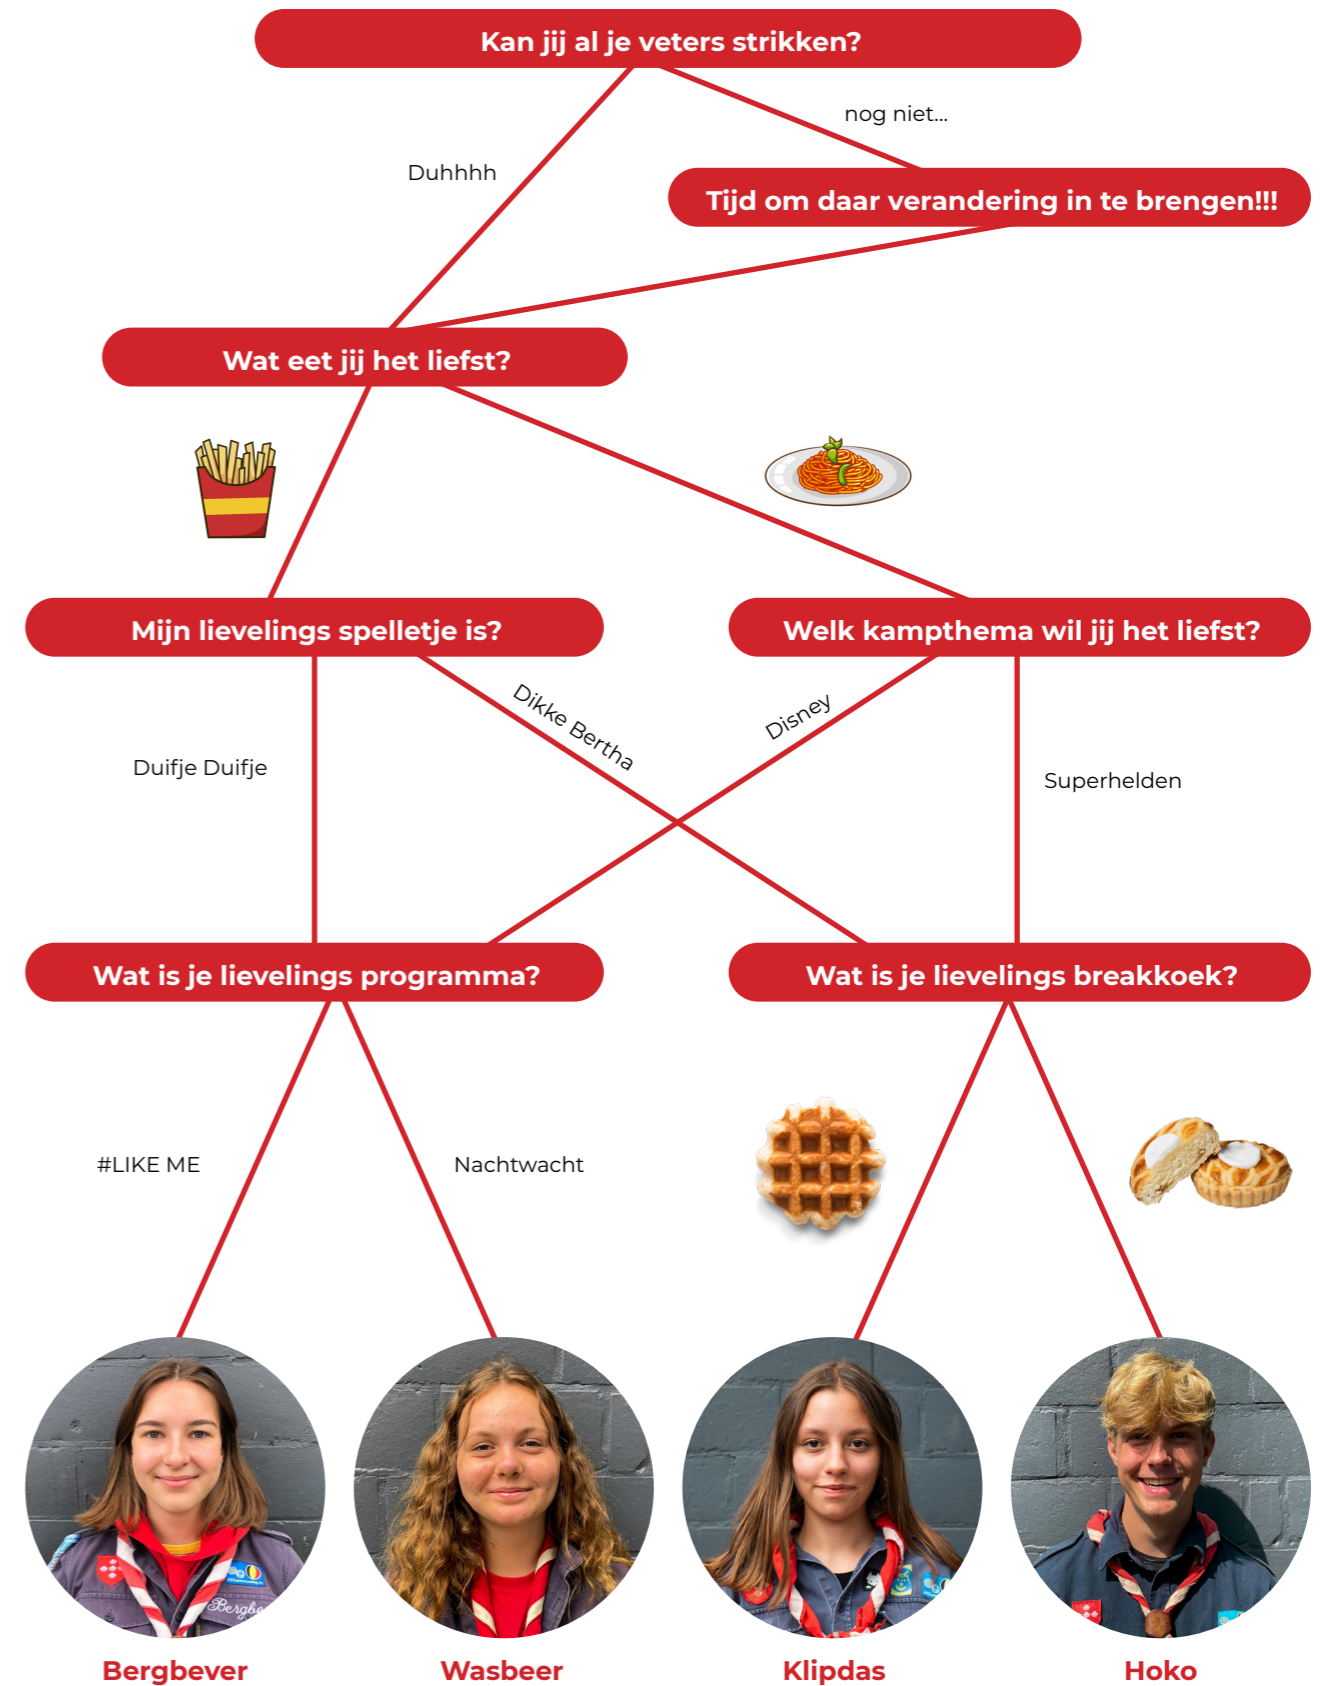 Kan jij al je veters strikken?
nog niet...
Duhhhh
Tijd om daar verandering in te brengen!!!
Wat eet jij het liefst?
Mijn lievelings spelletje is?
Welk kampthema wil jij het liefst?
Dikke Bertha
Disney
Duifje Duifje
Superhelden
Wat is je lievelings programma?
Wat is je lievelings breakkoek?
#LIKE ME
Nachtwacht
Bergbever
Wasbeer
Klipdas
Hoko